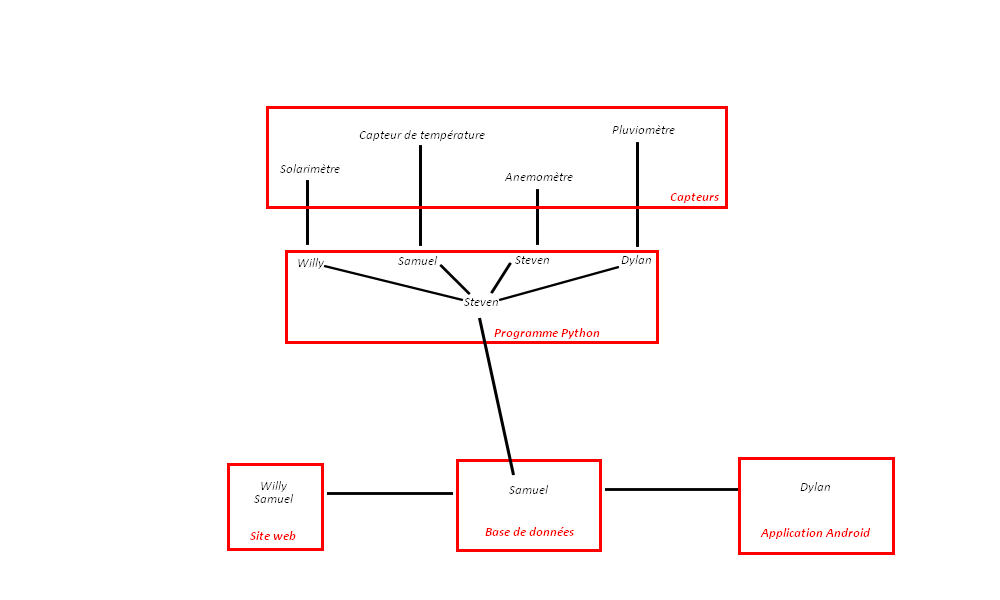 Capteur de température
Pluviomètre
Solarimètre
Anemomètre
Capteurs
Willy
Samuel
Steven
Dylan
Steven
Programme Python
Willy
Samuel
Site web
Samuel
Base de données
Dylan
Application Android